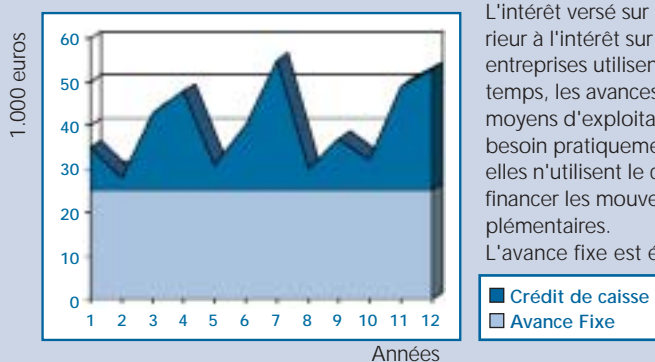 1.000 euros
60
50
40
30
20
10
0
1 2 3 4 5 6 7 8 9 10 11 12
Années
L'intérêt versé sur
rieur à l'intérêt sur
entreprises utilisen
temps, les avances
moyens d'exploita
besoin pratiqueme
elles n'utilisent le
financer les mouve
plémentaires.
L'avance fixe est
Crédit de caisse
Avance Fixe